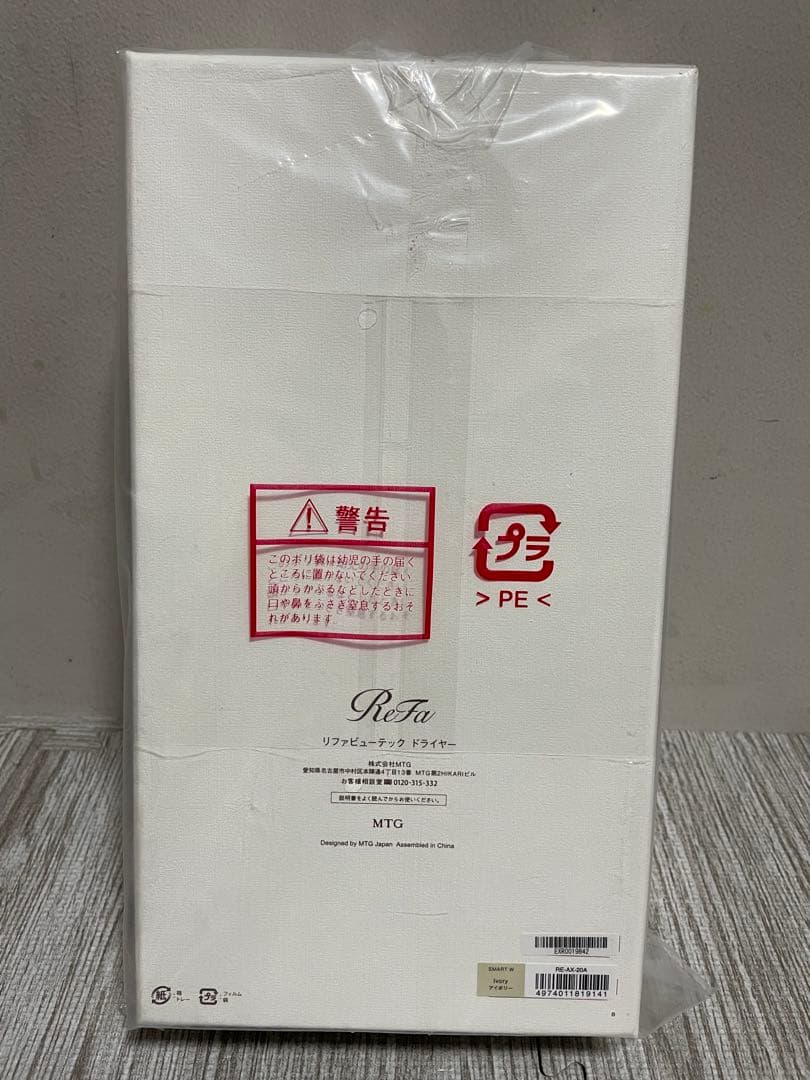 警告
このポリ袋は幼児の手の届く
ところに置かないでください
頭からかぶるなどしたときに
口や鼻をふさぎ窒息するおそ
れがあります
プラ
> PE <
ReFa
リファビューテック ドライヤー
株式会社MTG
愛知県名古屋市中村区本陣通4丁目13番 MTG第2HIKARIビル
お客様相談室 0120-315-332
説明書をよく読んでからお使いください。
MTG
Designed by MTG Japan Assembled in China
EXR0019842
SMART W
Ivory
アイボリー
RE-AX-20A
4974011819141
紙
箱
トレー
プラ
フィルム
袋
B